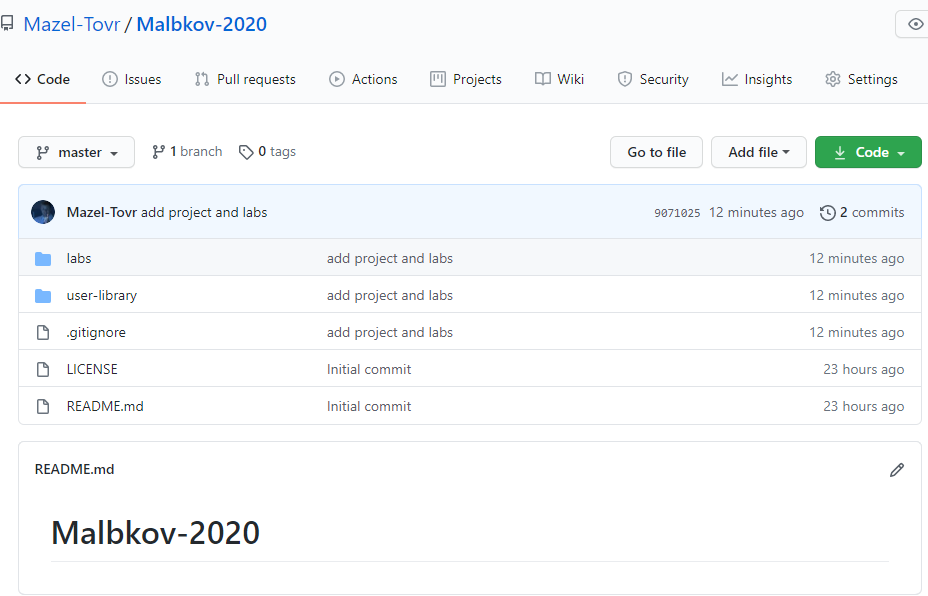 Mazel-Tovr / Malbkov-2020
Code Issues Pull requests Actions Projects Wiki Security Insights Settings
master 1 branch 0 tags Go to file Add file Code
Mazel-Tovr add project and labs 9071025 12 minutes ago 2 commits
labs add project and labs 12 minutes ago
user-library add project and labs 12 minutes ago
.gitignore add project and labs 12 minutes ago
LICENSE Initial commit 23 hours ago
README.md Initial commit 23 hours ago
README.md
Malbkov-2020